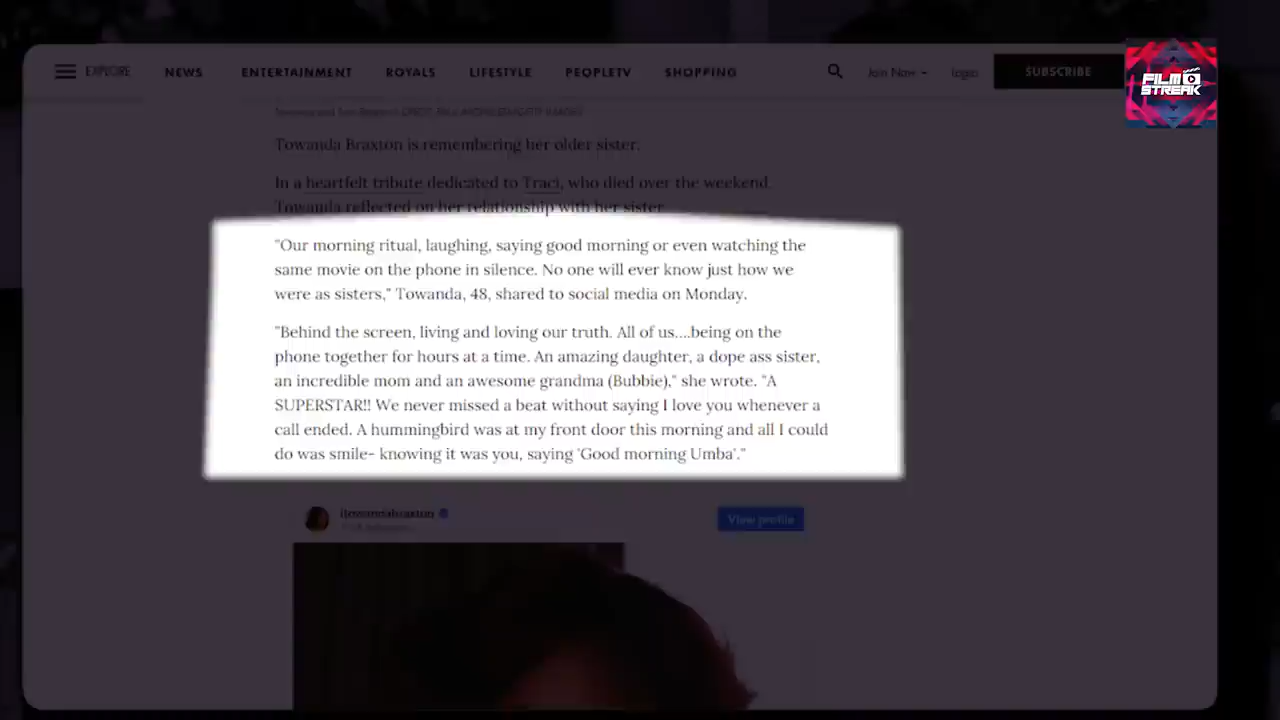 EXPLORE
NEWS
ENTERTAINMENT
ROYALS
LIFESTYLE
PEOPLETV
SHOPPING
Join Now
login
SUBSCRIBE
FILM
STREAK
Towanda Braxton is remembering her older sister.
In a heartfelt tribute dedicated to Traci, who died over the weekend,
Towanda reflected on her relationship with her sister
"Our morning ritual, laughing, saying good morning or even watching the
same movie on the phone in silence. No one will ever know just how we
were as sisters," Towanda, 48, shared to social media on Monday.
"Behind the screen, living and loving our truth. All of us....being on the
phone together for hours at a time. An amazing daughter, a dope ass sister,
an incredible mom and an awesome grandma (Bubbie)," she wrote. "A
SUPERSTAR!! We never missed a beat without saying I love you whenever a
call ended. A hummingbird was at my front door this morning and all I could
do was smile- knowing it was you, saying 'Good morning Umba'."
View profile